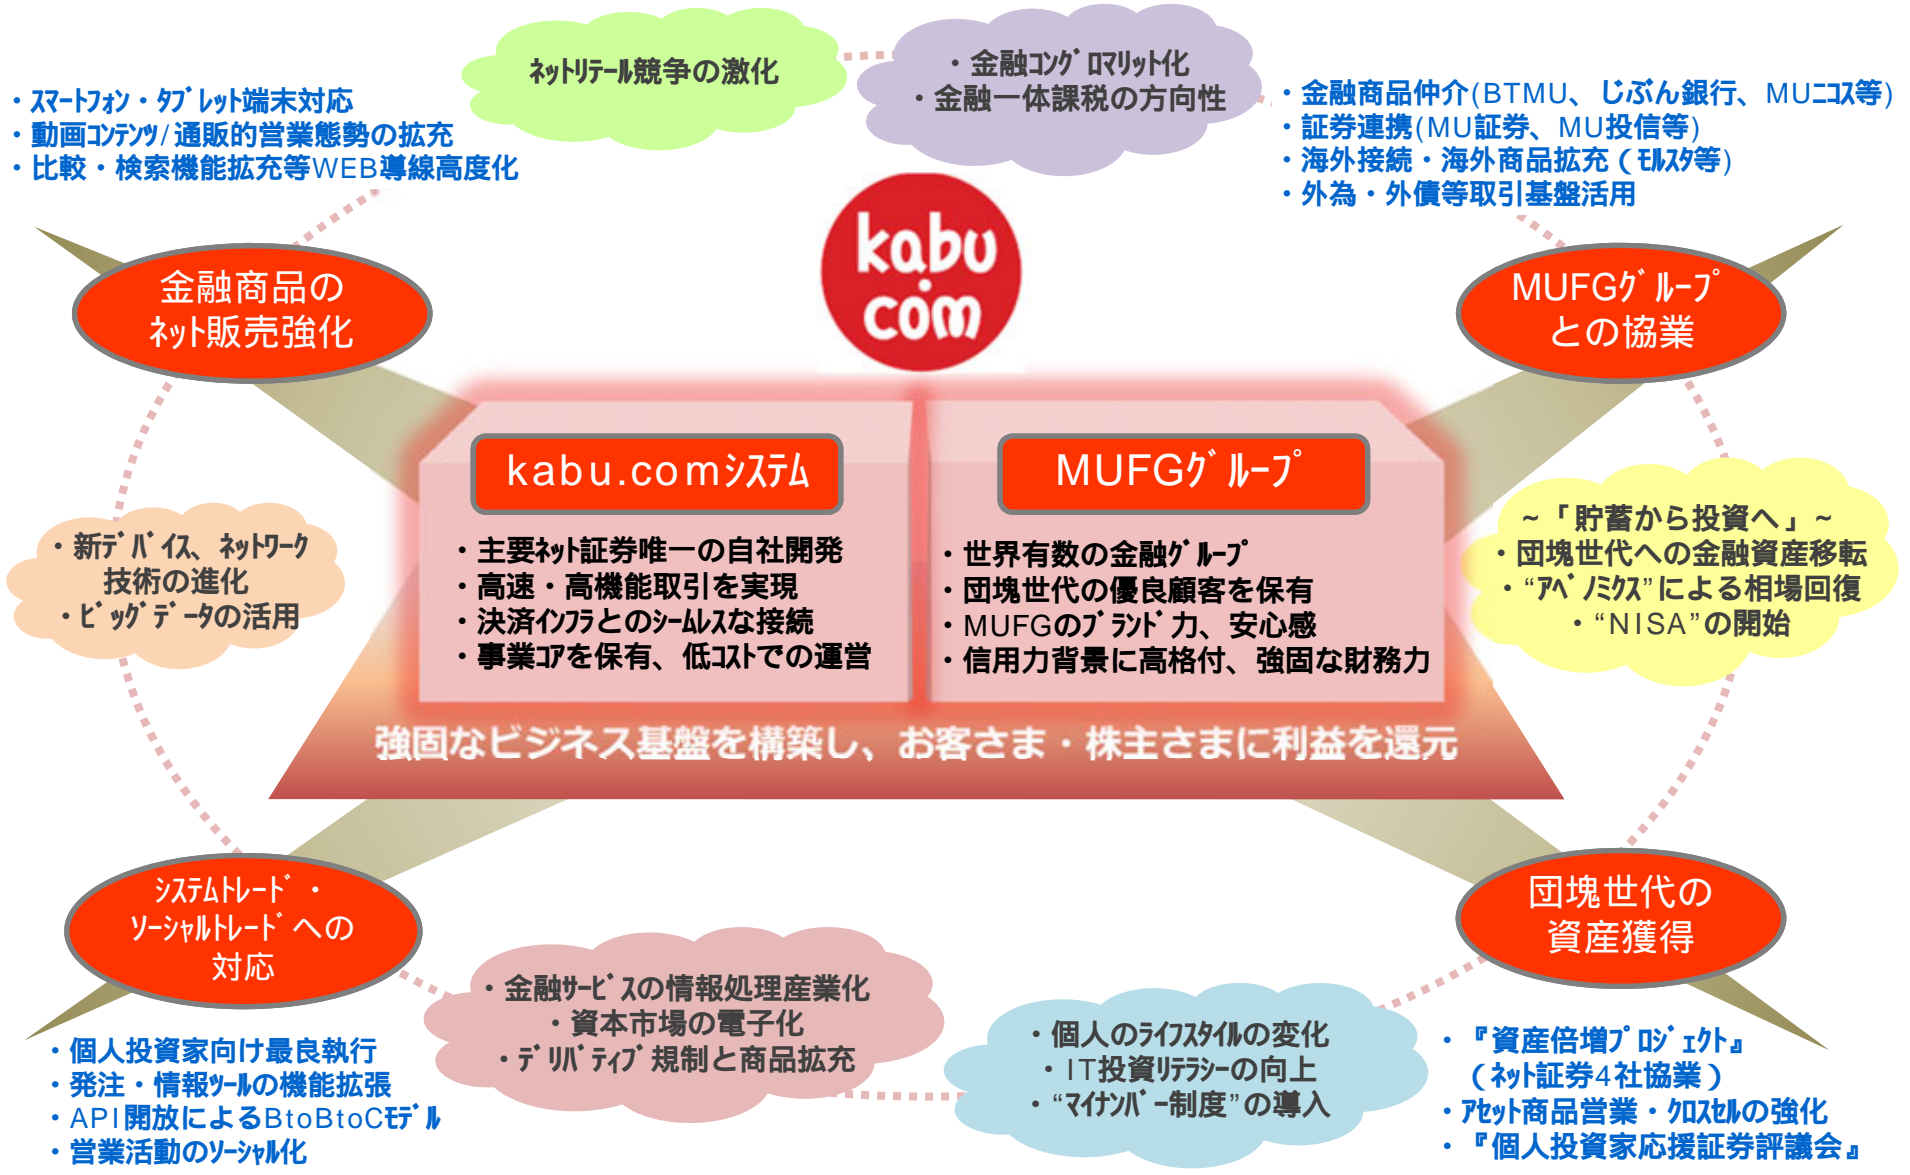 ネットリテール競争の激化
・金融コングロマリット化
・金融一体課税の方向性
・スマートフォン・タブレット端末対応
・動画コンテンツ/通販的営業態勢の拡充
・比較・検索機能拡充等WEB導線高度化
・金融商品仲介(BTMU、じぶん銀行、MUニコス等)
・証券連携(MU証券、MU投信等)
・海外接続・海外商品拡充(モルスタ等)
・外為・外債等取引基盤活用
kabu
.com
金融商品の
ネット販売強化
MUFGグループ
との協業
kabu.comシステム
・主要ネット証券唯一の自社開発
・高速・高機能取引を実現
・決済インフラとのシームレスな接続
・事業コアを保有、低コストでの運営
MUFGグループ
・世界有数の金融グループ
・団塊世代の優良顧客を保有
・MUFGのブランド力、安心感
・信用力背景に高格付、強固な財務力
・新デバイス、ネットワーク
技術の進化
・ビッグデータの活用
~「貯蓄から投資へ」~
・団塊世代への金融資産移転
・“アベノミクス”による相場回復
・“NISA”の開始
強固なビジネス基盤を構築し、お客さま・株主さまに利益を還元
システムトレード・
ソーシャルトレードへの
対応
団塊世代の
資産獲得
・金融サービスの情報処理産業化
・資本市場の電子化
・デリバティブ規制と商品拡充
・個人のライフスタイルの変化
・IT投資リテラシーの向上
・“マイナンバー制度”の導入
・個人投資家向け最良執行
・発注・情報ツールの機能拡張
・API開放によるBtoBtoCモデル
・営業活動のソーシャル化
・『資産倍増プロジェクト』
(ネット証券4社協業)
・アセット商品営業・クロスセルの強化
・『個人投資家応援証券評議会』